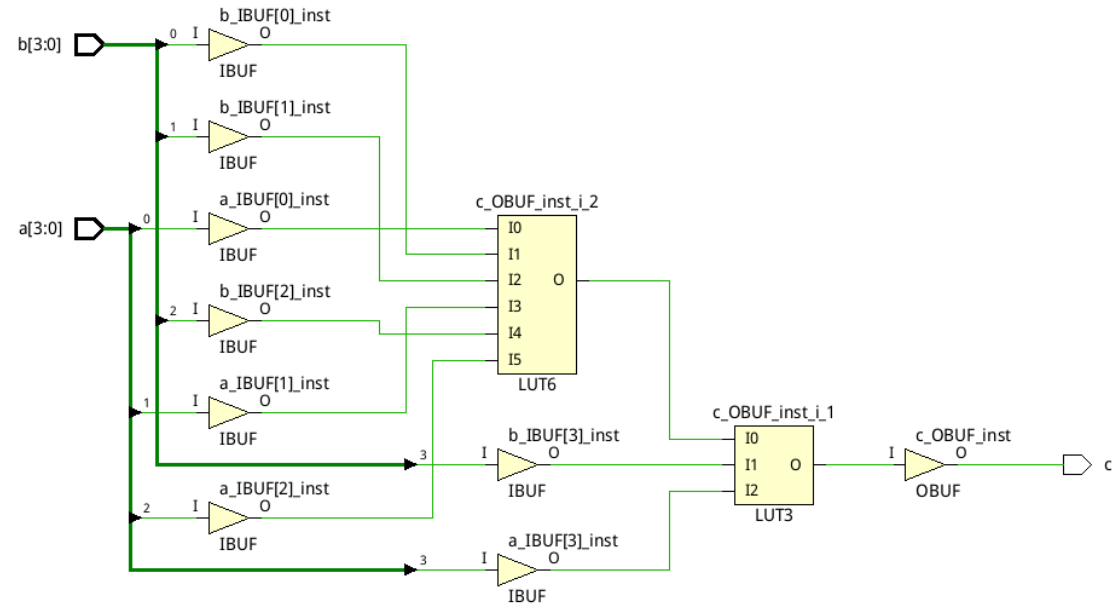 b_IBUF[0]_inst
b[3:0]
0
I
O
IBUF
b_IBUF[1]_inst
1
I
O
IBUF
a_IBUF[0]_inst
a[3:0]
0
I
O
IBUF
b_IBUF[2]_inst
2
I
O
IBUF
a_IBUF[1]_inst
1
I
O
IBUF
a_IBUF[2]_inst
2
I
O
IBUF
c_OBUF_inst_i_2
I0
I1
I2
O
I3
I4
I5
LUT6
b_IBUF[3]_inst
3
I
O
IBUF
a_IBUF[3]_inst
3
I
O
IBUF
c_OBUF_inst_i_1
I0
I1
O
I2
LUT3
c_OBUF_inst
I
O
OBUF
c